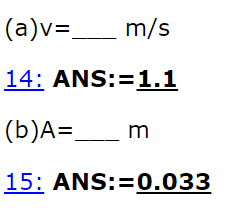 (a)v=___ m/s
14: ANS:=1.1
(b)A=___ m
15: ANS:=0.033